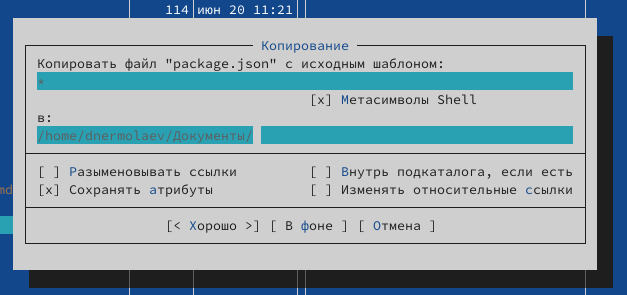 114 июн 20 11:21
Копирование
Копировать файл "package.json" с исходным шаблоном:
*
[x] Метасимволы Shell
в:
/home/dnermolaev/Документы/
[ ] Разыменовывать ссылки [ ] Внутрь подкаталога, если есть
md
[x] Сохранять атрибуты [ ] Изменять относительные ссылки
[< Хорошо >] [ В фоне ] [ Отмена ]